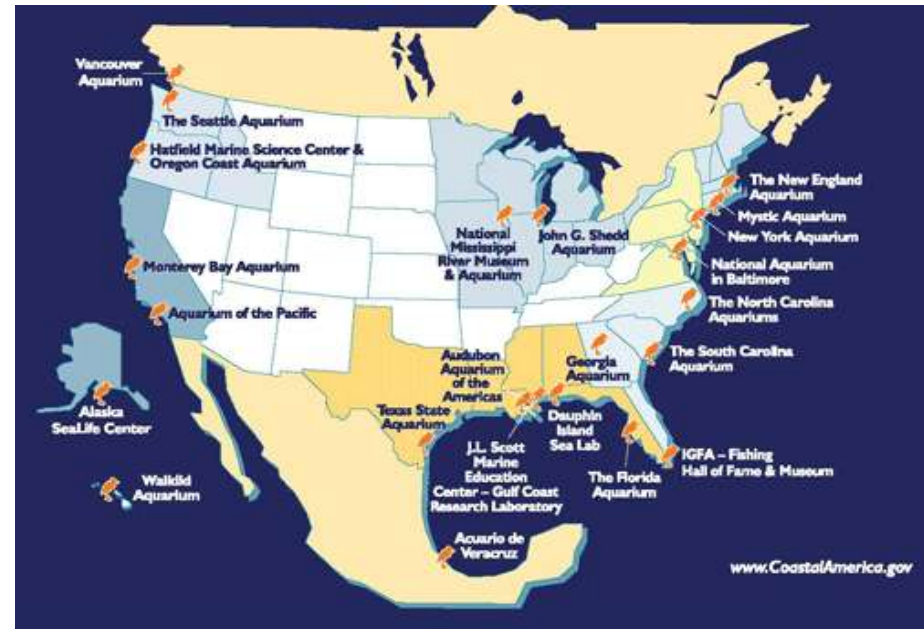 Vancouver
Aquarium
The Seattle Aquarium
Hatfield Marine Science Center &
Oregon Coast Aquarium
Monterey Bay Aquarium
Aquarium of the Pacific
Alaska
SeaLife Center
Waikiki
Aquarium
National
Mississippi
River Museum
& Aquarium
John G. Shedd
Aquarium
The New England
Aquarium
Mystic Aquarium
New York Aquarium
National Aquarium
in Baltimore
The North Carolina
Aquariums
The South Carolina
Aquarium
Georgia
Aquarium
Audubon
Aquarium
of the
Americas
Texas State
Aquarium
J.L. Scott
Marine
Education
Center – Gulf Coast
Research Laboratory
Dauphin
Island
Sea Lab
The Florida
Aquarium
IGFA – Fishing
Hall of Fame & Museum
Acuario de
Veracruz
www.CoastalAmerica.gov